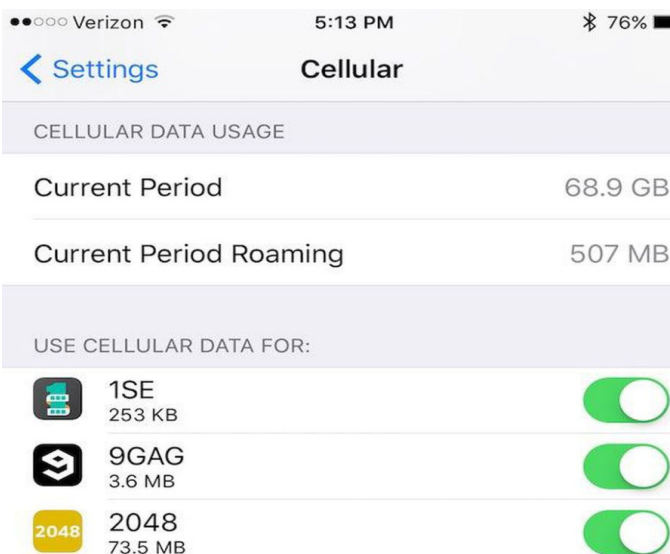 Verizon 5:13 PM 76%
Settings Cellular
CELLULAR DATA USAGE
Current Period 68.9 GB
Current Period Roaming 507 MB
USE CELLULAR DATA FOR:
1SE
253 KB
9GAG
3.6 MB
2048 2048
73.5 MB